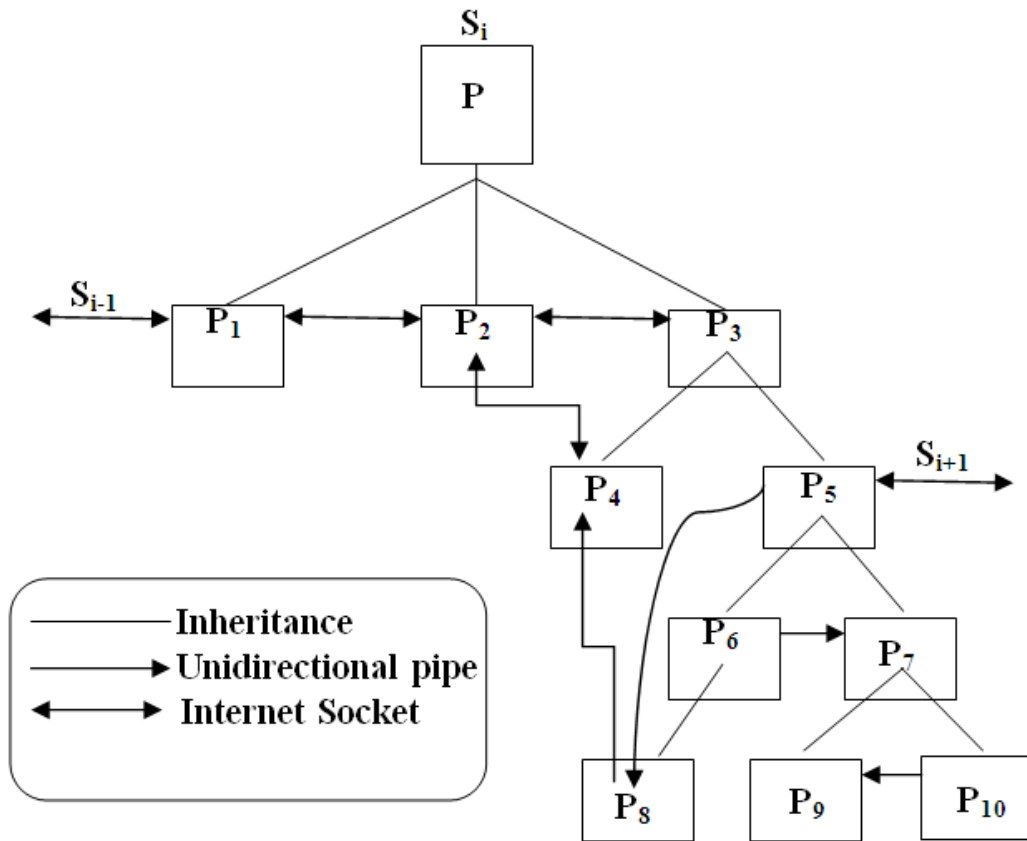 Si
P
Si-1
P1
P2
P3
P4
P5
Si+1
P6
P7
P8
P9
P10
Inheritance
Unidirectional pipe
Internet Socket